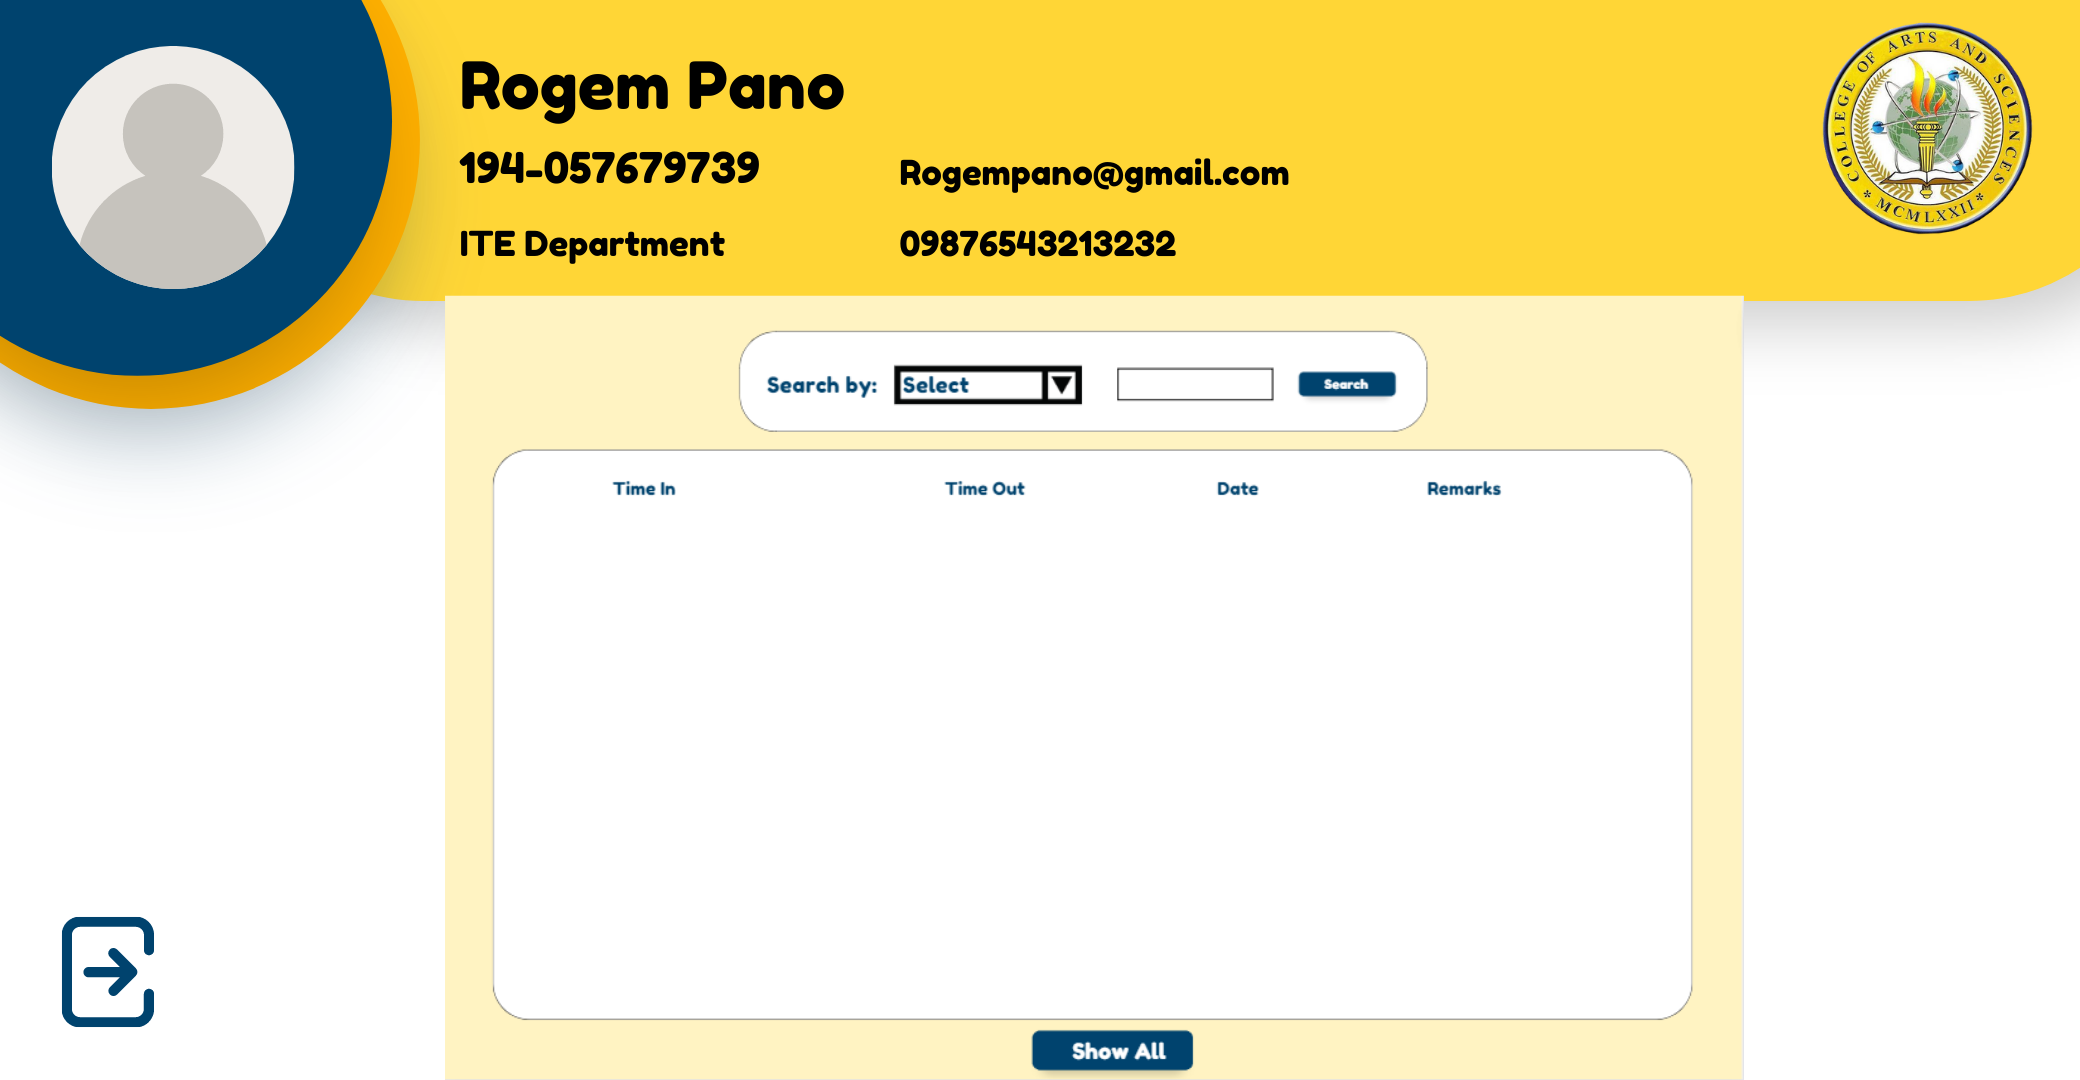 Rogem Pano
194-057679739
Rogempano@gmail.com
ITE Department
09876543213232
COLLEGE OF ARTS AND SCIENCES
* MCMLXXII *
Search by: Select Search
Time In Time Out Date Remarks
Show All